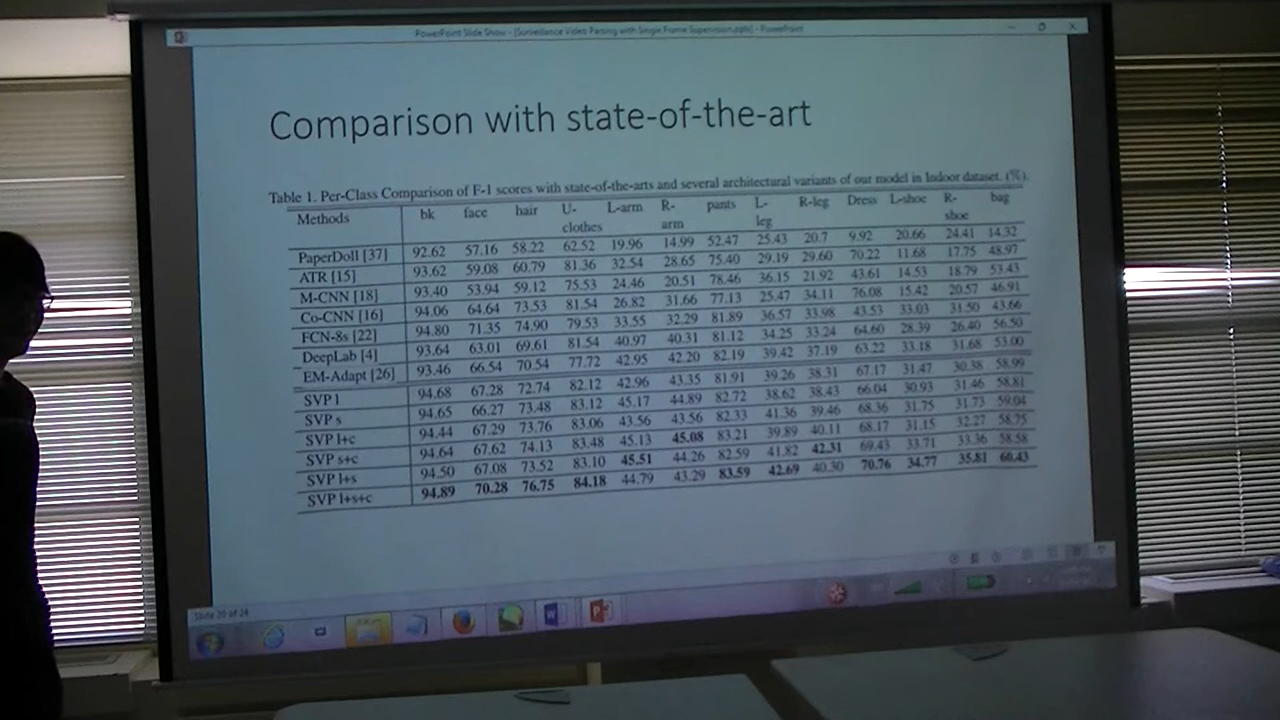 PowerPoint Slide Show - [Surveillance Video Parsing with Single Frame Supervision.pptx] - PowerPoint
Comparison with state-of-the-art
Table 1. Per-Class Comparison of F-1 scores with state-of-the-arts and several architectural variants of our model in Indoor dataset. (%).
Methods bk face hair U-clothes L-arm R-arm pants L-leg R-leg Dress L-shoe R-shoe bag
PaperDoll [37] 92.62 57.16 58.22 62.52 19.96 14.99 52.47 25.43 20.7 9.92 20.66 24.41 14.32
ATR [15] 93.62 59.08 60.79 81.36 32.54 28.65 75.40 29.19 29.60 70.22 11.68 17.75 48.97
M-CNN [18] 93.40 53.94 59.12 75.53 24.46 20.51 78.46 36.15 21.92 43.61 14.53 18.79 53.43
Co-CNN [16] 94.06 64.64 73.53 81.54 26.82 31.66 77.13 25.47 34.11 76.08 15.42 20.57 46.91
FCN-8s [22] 94.80 71.35 74.90 79.53 33.55 32.29 81.89 36.57 33.98 43.53 33.03 31.50 43.66
DeepLab [4] 93.64 63.01 69.61 81.54 40.97 40.31 81.12 34.25 33.24 64.60 28.39 26.40 56.50
EM-Adapt [26] 93.46 66.54 70.54 77.72 42.95 42.20 82.19 39.42 37.19 63.22 33.18 31.68 53.00
SVP l 94.68 67.28 72.74 82.12 42.96 43.35 81.91 39.26 38.31 67.17 31.47 30.38 58.99
SVP s 94.65 66.27 73.48 83.12 45.17 44.89 82.72 38.62 38.43 66.04 30.93 31.46 58.81
SVP l+c 94.44 67.29 73.76 83.06 43.56 43.56 82.33 41.36 39.46 68.36 31.75 31.73 59.04
SVP s+c 94.64 67.62 74.13 83.48 45.13 45.08 83.21 39.89 40.11 68.17 31.15 32.27 58.75
SVP l+s 94.50 67.08 73.52 83.10 45.51 44.26 82.59 41.82 42.31 69.43 33.71 33.36 58.58
SVP l+s+c 94.89 70.28 76.75 84.18 44.79 43.29 83.59 42.69 40.30 70.76 34.77 35.81 60.43
Slide 20 of 24